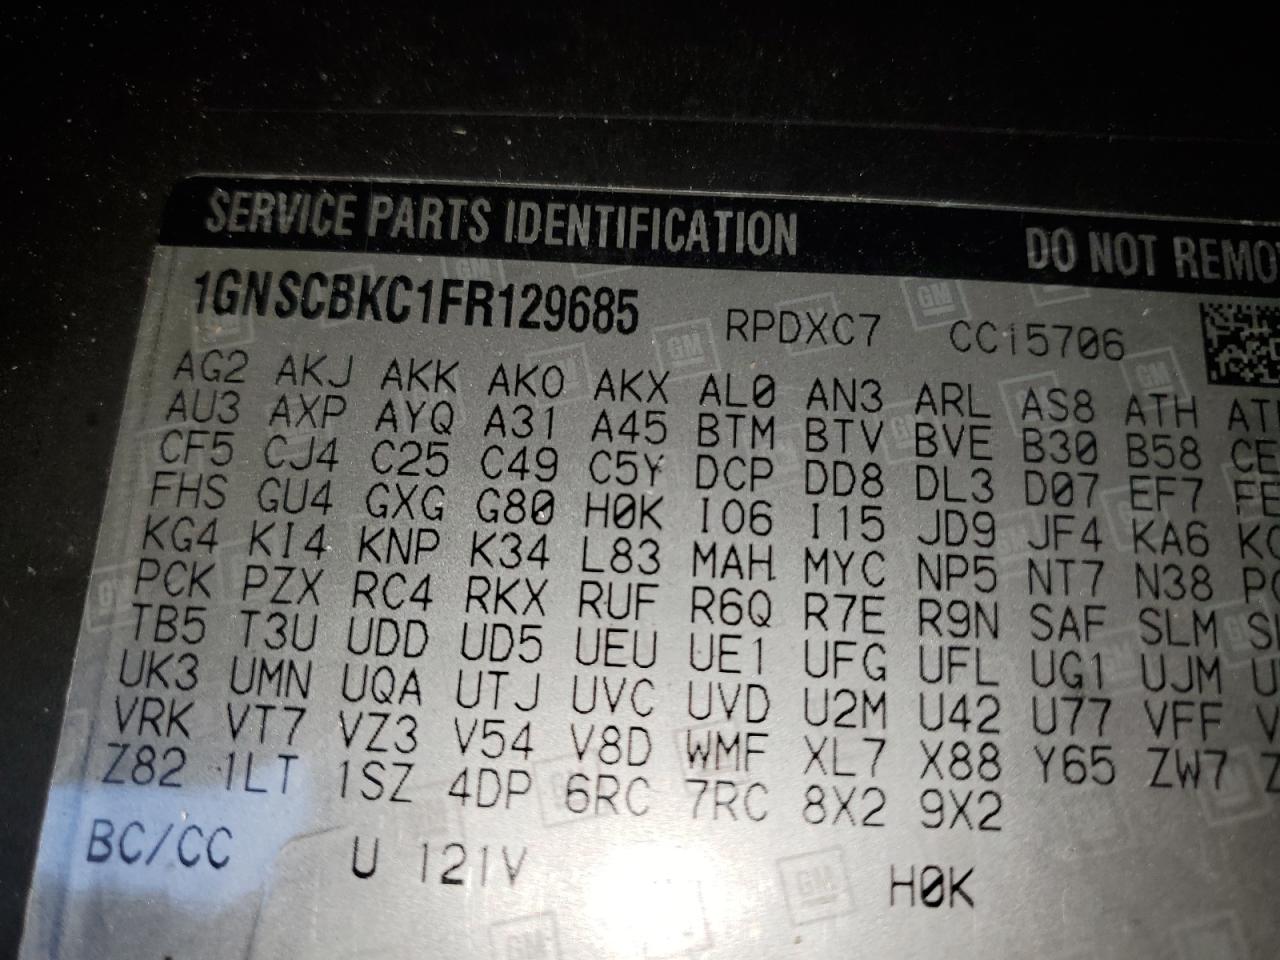 SERVICE PARTS IDENTIFICATION DO NOT REMO
1GNSCBKC1FR129685 RPDXC7 CC15706
AG2 AKJ AKK AKO AKX AL0 AN3 ARL AS8 ATH
AU3 AXP AYQ A31 A45 BTM BTV BVE B30 B58 CE
CF5 CJ4 C25 C49 C5Y DCP DD8 DL3 D07 EF7
FHS GU4 GXG G80 H0K I06 I15 JD9 JF4 KA6
KG4 KI4 KNP K34 L83 MAH MYC NP5 NT7 N38
PCK PZX RC4 RKX RUF R6Q R7E R9N SAF SLM
TB5 T3U UDD UD5 UEU UE1 UFG UFL UG1 UJM
UK3 UMN UQA UTJ UVC UVD U2M U42 U77 VFF
VRK VT7 VZ3 V54 V8D WMF XL7 X88 Y65 ZW7
Z82 1LT 1SZ 4DP 6RC 7RC 8X2 9X2
BC/CC U 121V H0K